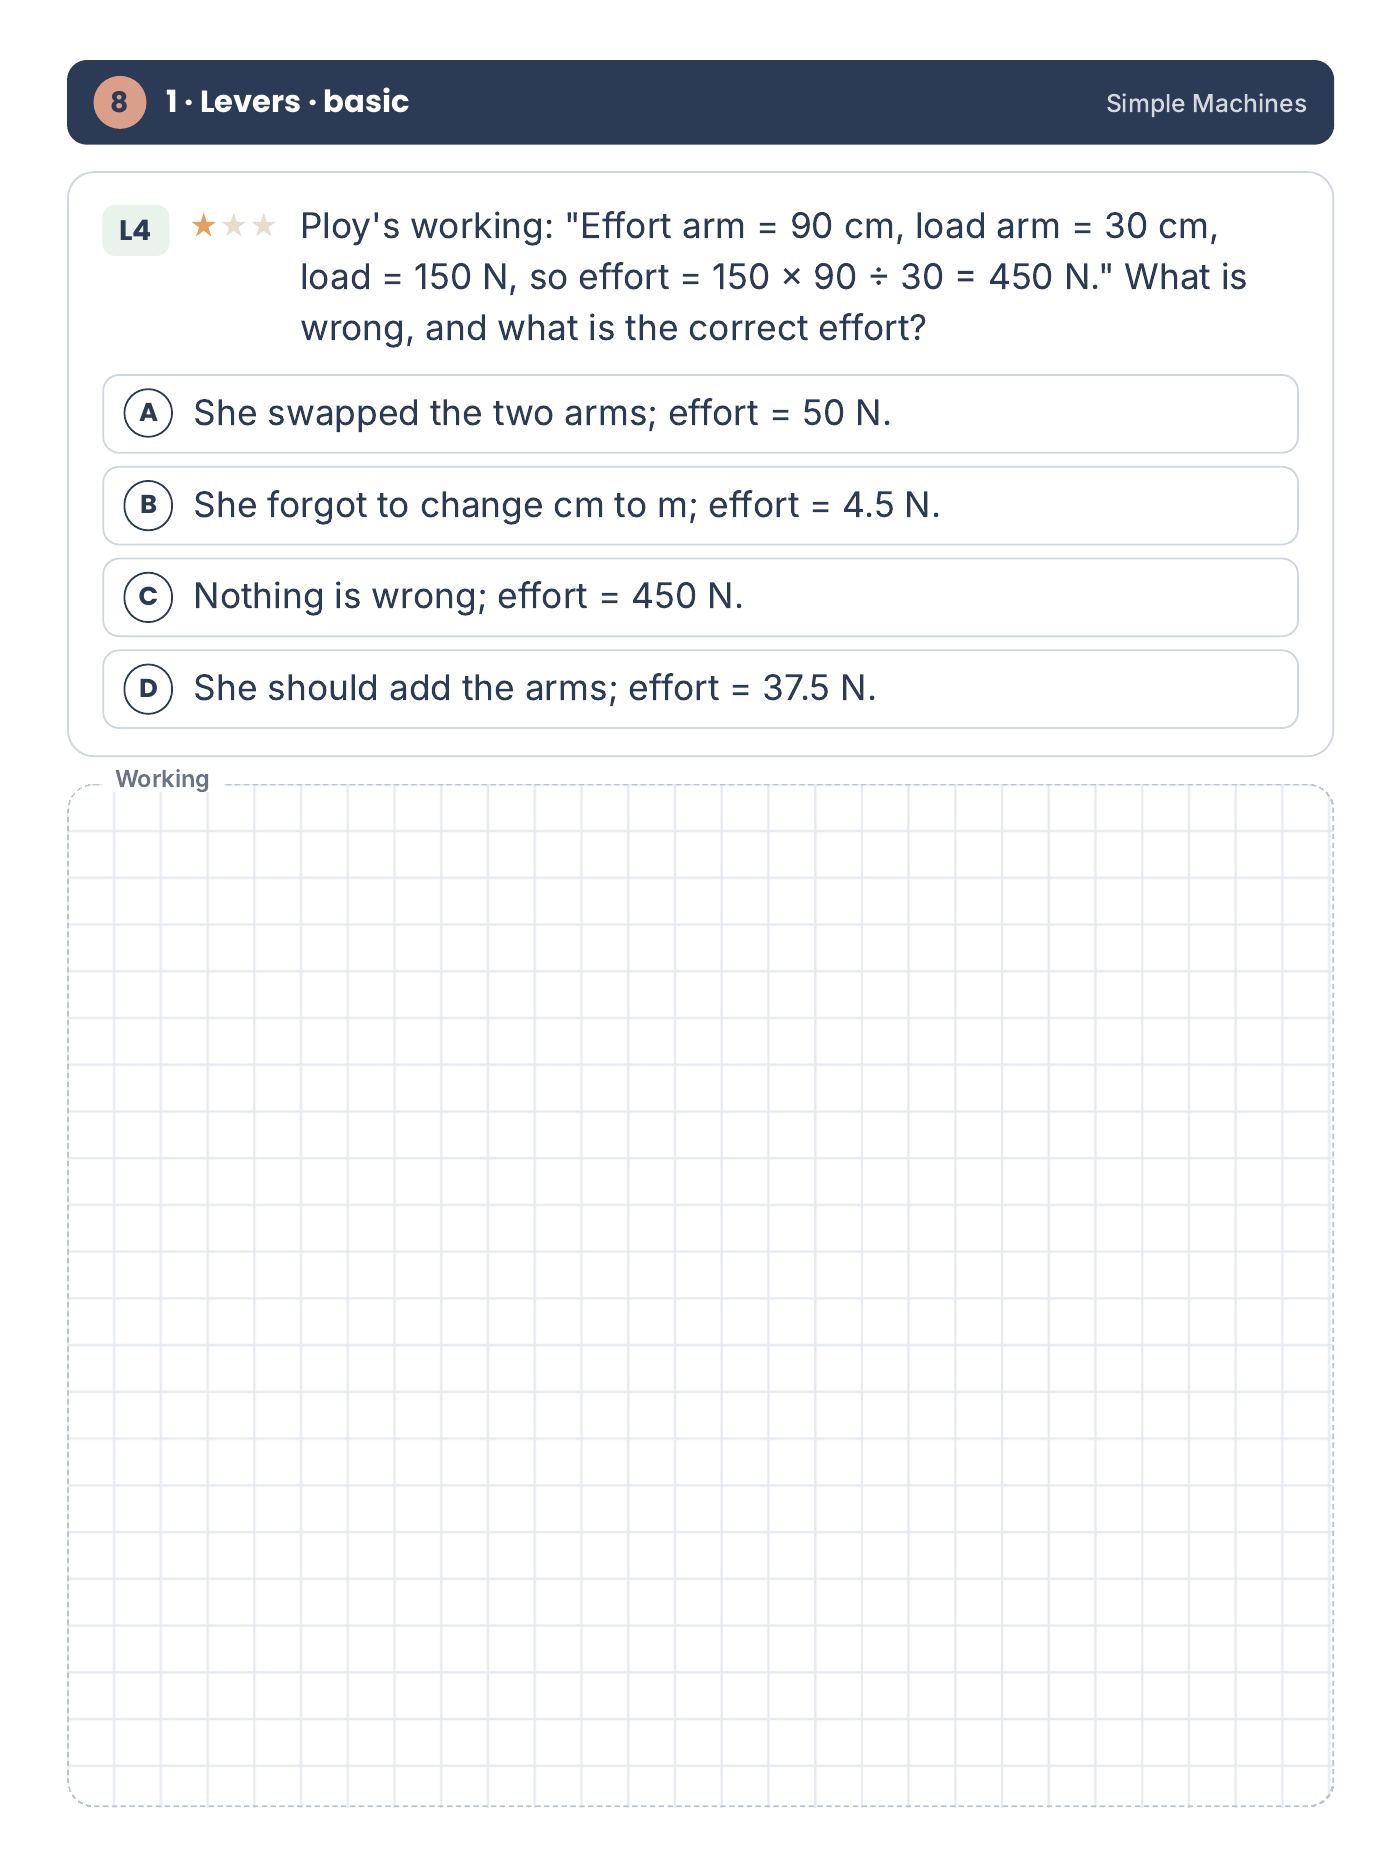 8 1 · Levers · basic Simple Machines
L4 ★★★ Ploy's working: "Effort arm = 90 cm, load arm = 30 cm,
load = 150 N, so effort = 150 × 90 ÷ 30 = 450 N." What is
wrong, and what is the correct effort?
A She swapped the two arms; effort = 50 N.
B She forgot to change cm to m; effort = 4.5 N.
C Nothing is wrong; effort = 450 N.
D She should add the arms; effort = 37.5 N.
Working